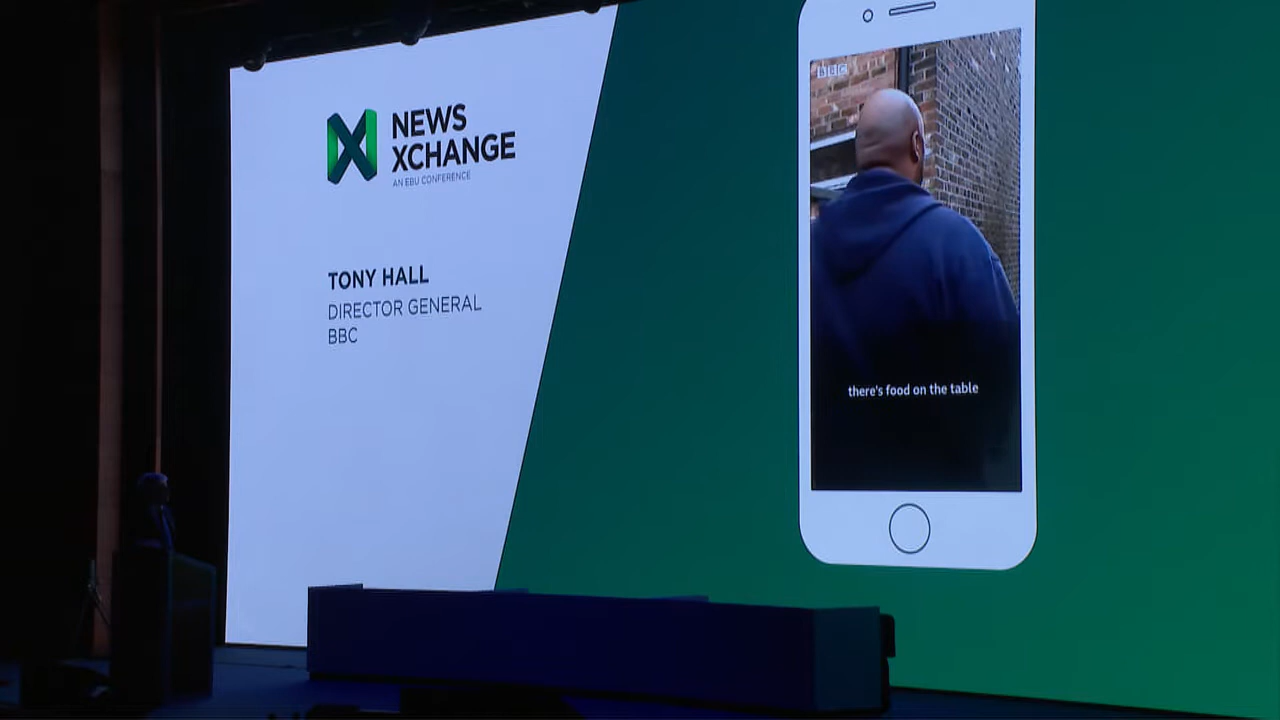 NEWS
XCHANGE
AN EBU CONFERENCE
TONY HALL
DIRECTOR GENERAL
BBC
BBC
there's food on the table